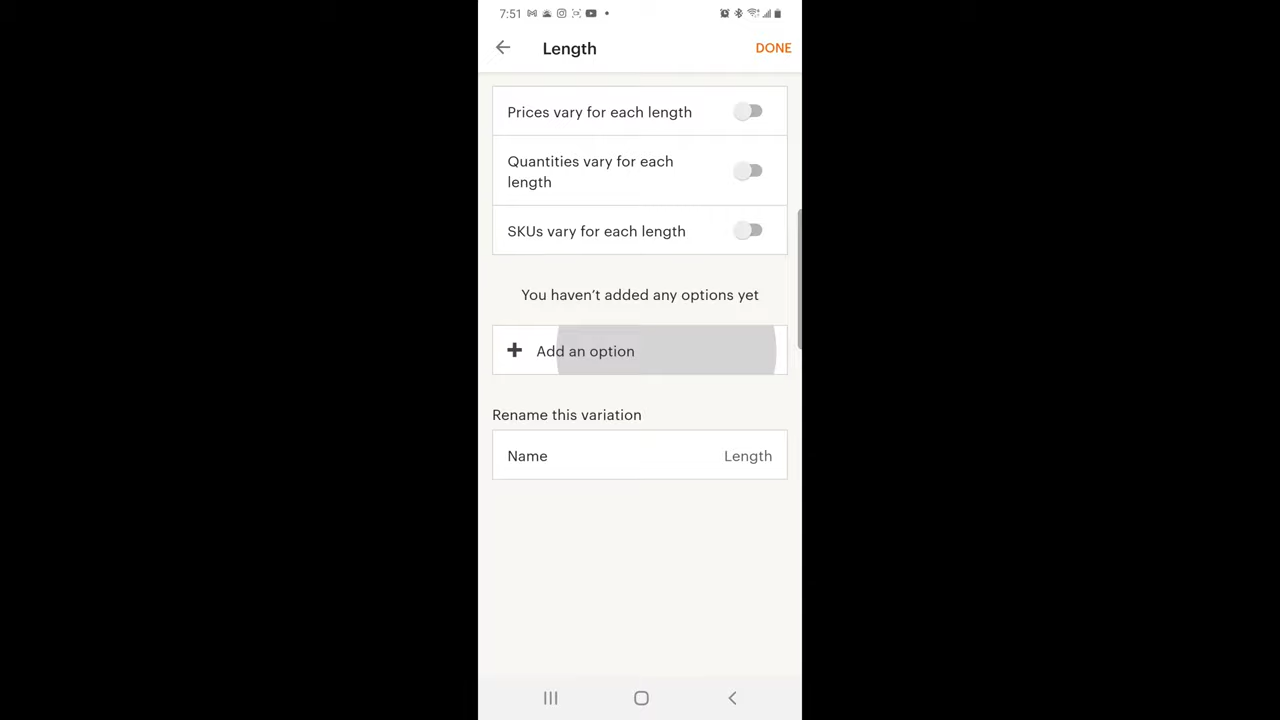 7:51
Length
DONE
Prices vary for each length
Quantities vary for each
length
SKUs vary for each length
You haven’t added any options yet
Add an option
Rename this variation
Name
Length